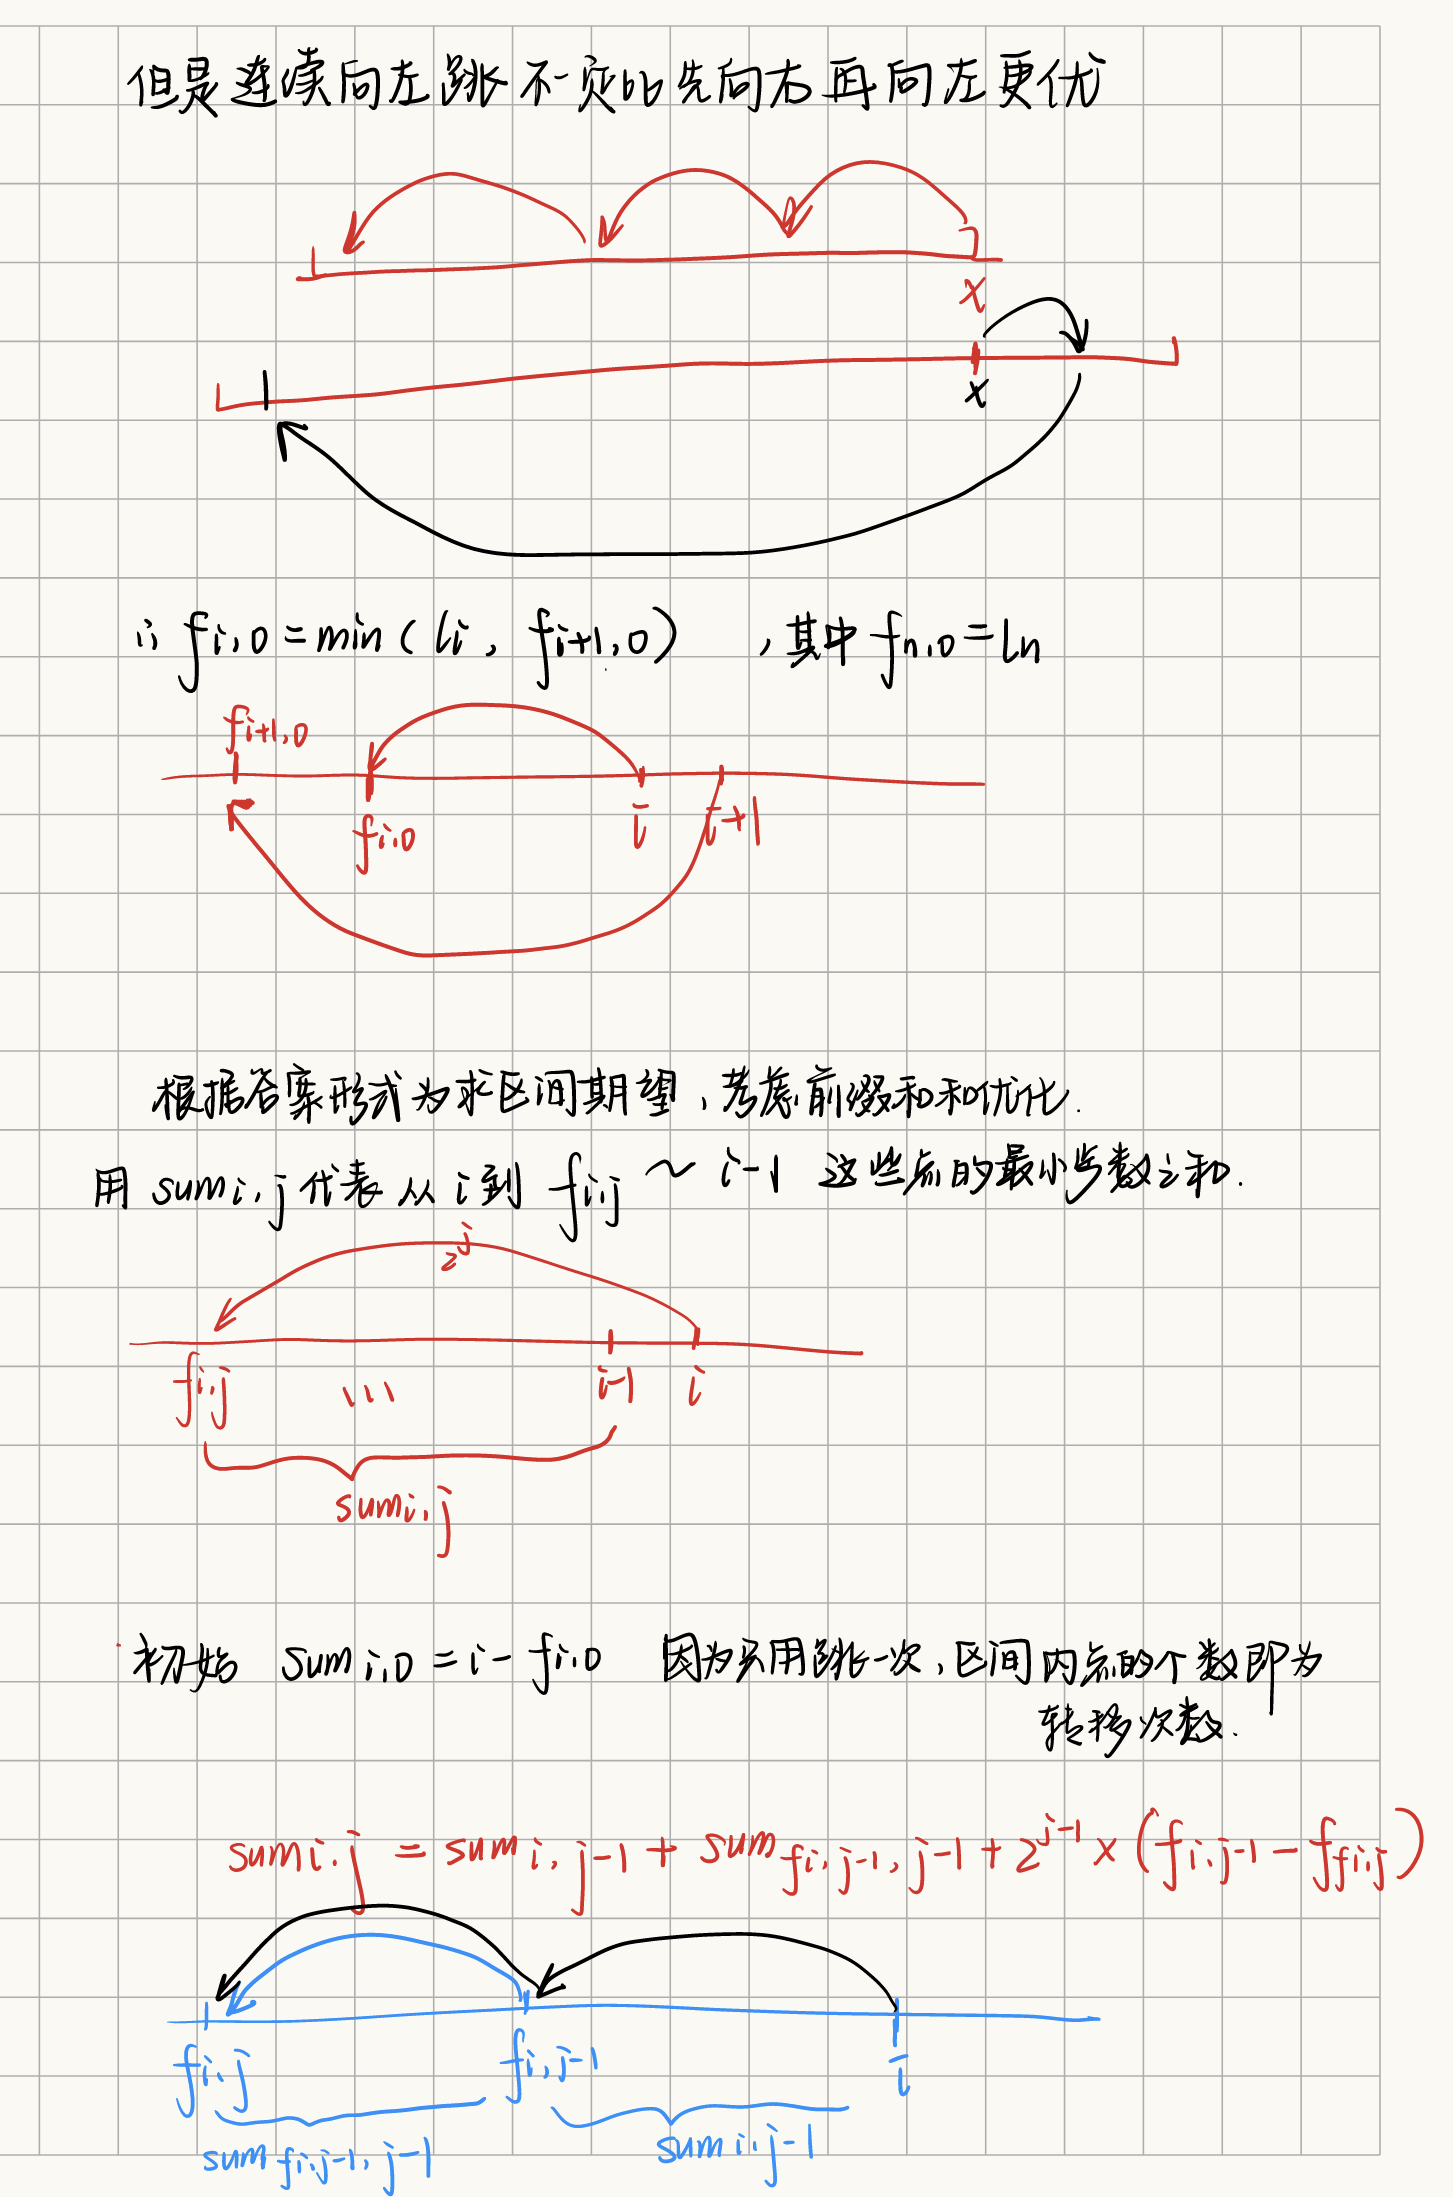 但是连续向左跳不一定比先向右再向左更优
x
x
∴ f_{i,0} = min( l_i , f_{i+1,0} ) ,其中 f_{n,0} = l_n
f_{i+1,0}
f_{i,0} i i+1
根据答案形式为求区间期望,考虑前缀和和优化.
用 sum_{i,j} 代表从 i 到 f_{i,j} ~ i-1 这些点的最小步数之和.
2^j
f_{i,j} ... i-1 i
sum_{i,j}
初始 sum_{i,0} = i - f_{i,0} 因为只用跳一次,区间内点的个数即为
转移次数.
sum_{i,j} = sum_{i,j-1} + sum_{f_{i,j-1},j-1} + 2^{j-1} × (f_{i,j-1} - f_{f_{i,j}})
f_{i,j} f_{i,j-1} i
sum_{f_{i,j-1},j-1} sum_{i,j-1}